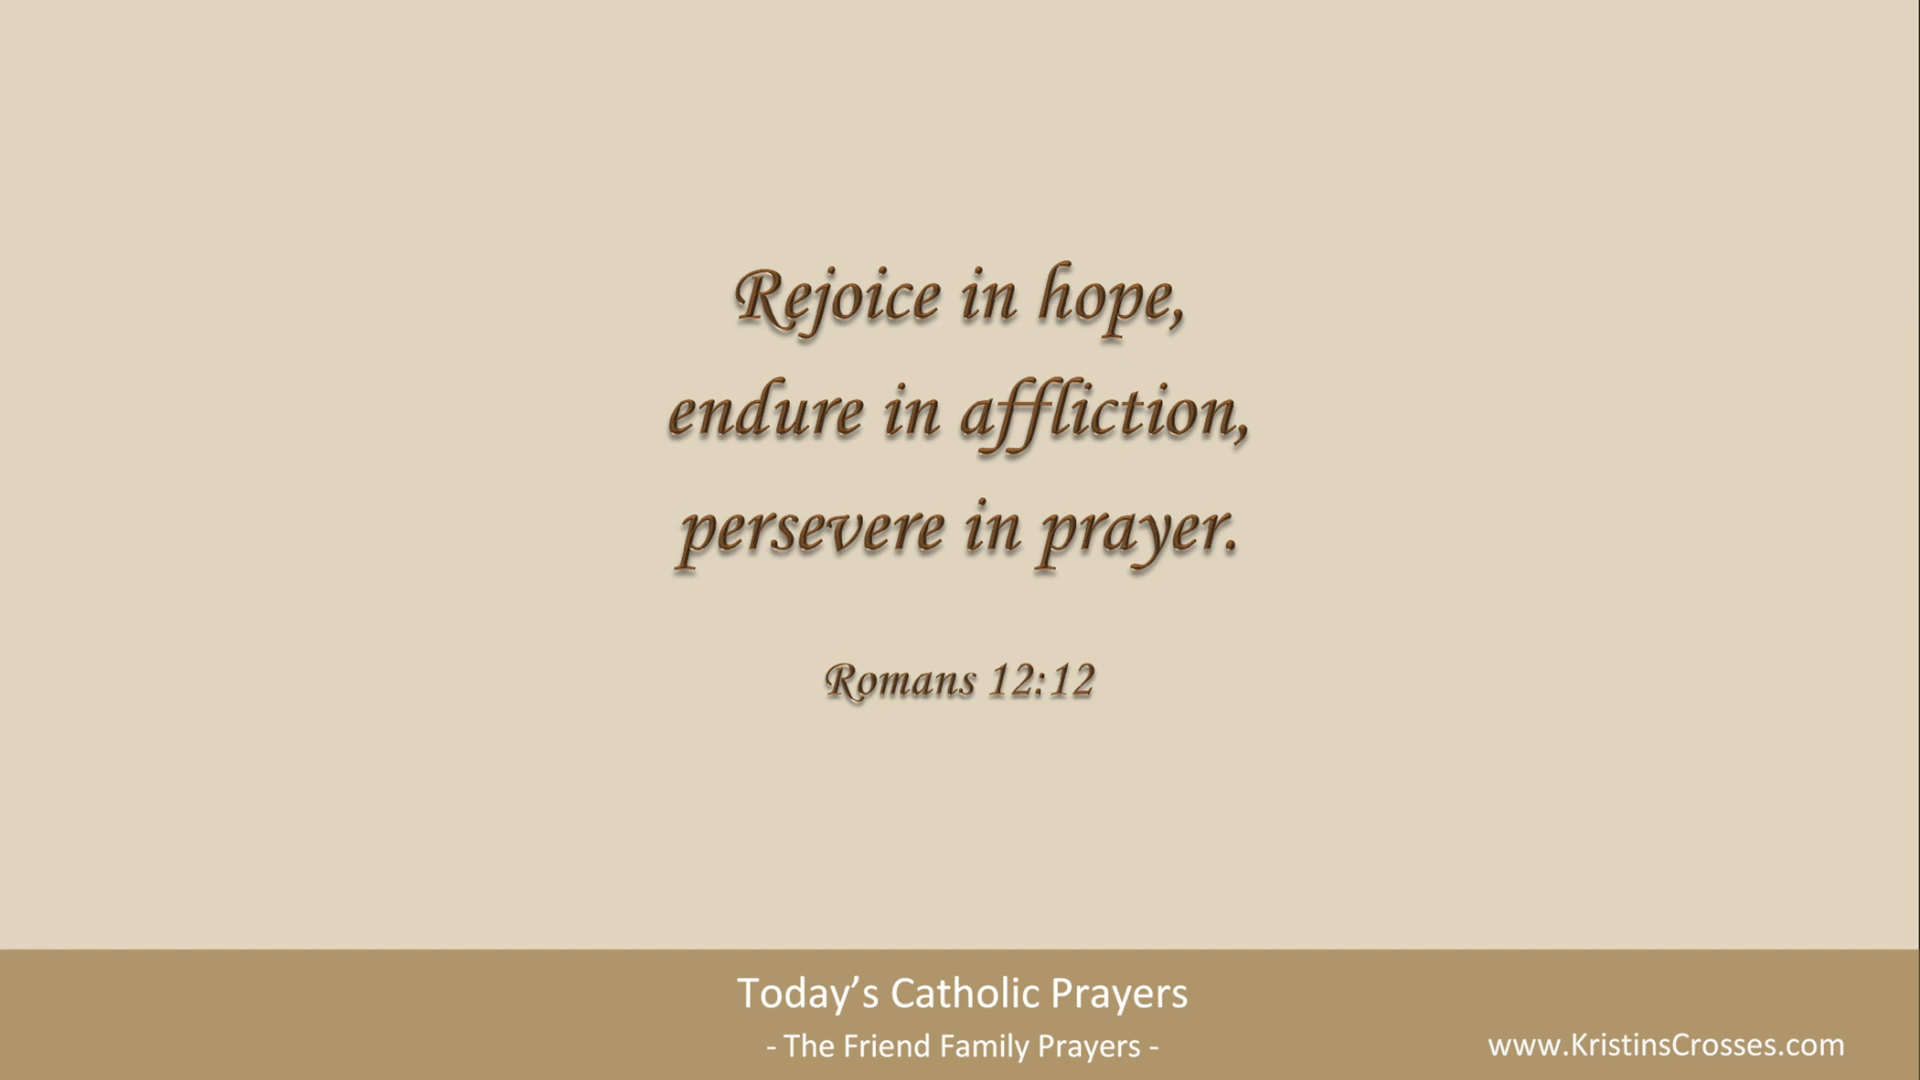 Rejoice in hope,
endure in affliction,
persevere in prayer.
Romans 12:12
Today’s Catholic Prayers
- The Friend Family Prayers -
www.KristinsCrosses.com